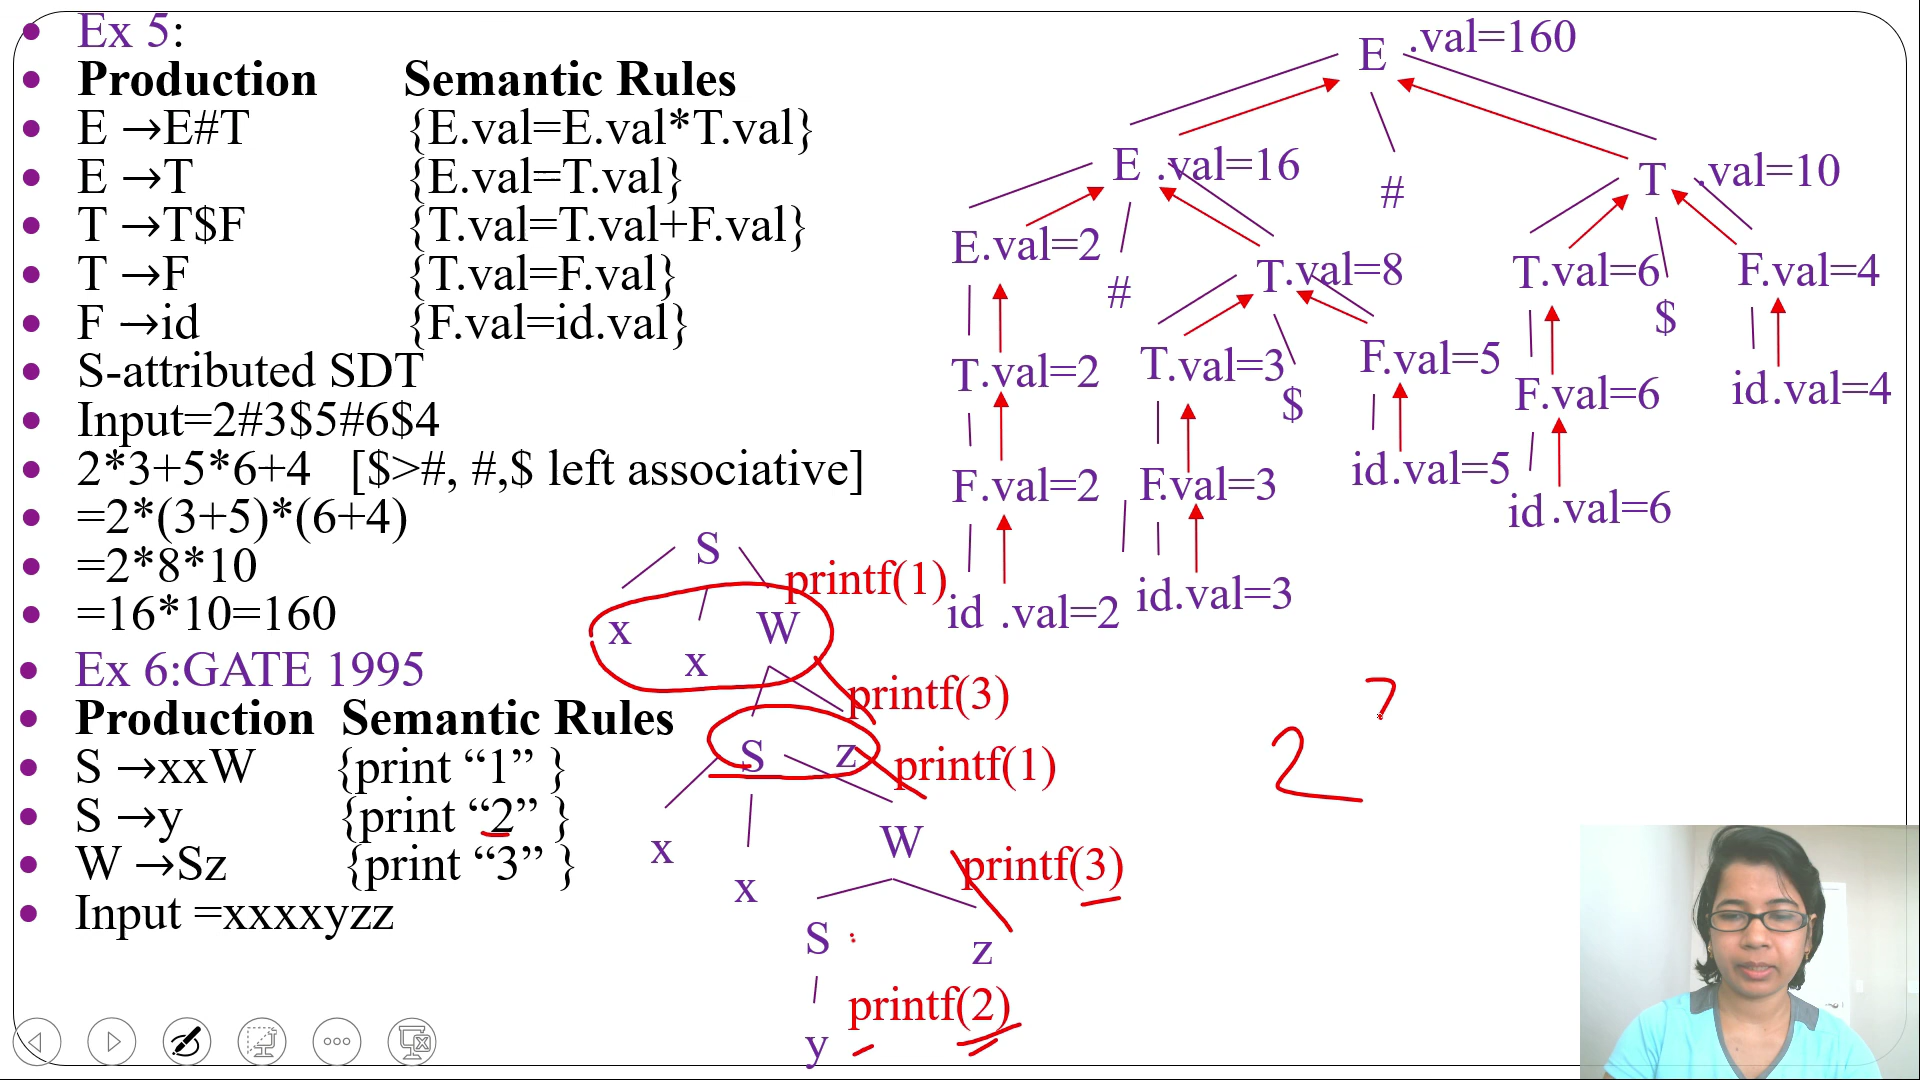 Ex 5:
Production Semantic Rules
E →E#T {E.val=E.val*T.val}
E →T {E.val=T.val}
T →T$F {T.val=T.val+F.val}
T →F {T.val=F.val}
F →id {F.val=id.val}
S-attributed SDT
Input=2#3$5#6$4
2*3+5*6+4 [$>#, #,$ left associative]
=2*(3+5)*(6+4)
=2*8*10
=16*10=160
Ex 6:GATE 1995
Production Semantic Rules
S →xxW {print “1” }
S →y {print “2” }
W →Sz {print “3” }
Input =xxxxyzz
E .val=160
E .val=16 # T .val=10
E.val=2 # T.val=8 T.val=6 $ F.val=4
T.val=2 T.val=3 $ F.val=5 F.val=6 id.val=4
F.val=2 F.val=3 id.val=5 id.val=6
id .val=2 id.val=3
S printf(1)
x x W
printf(3)
S z printf(1)
x x W printf(3)
S z
printf(2)
y
2